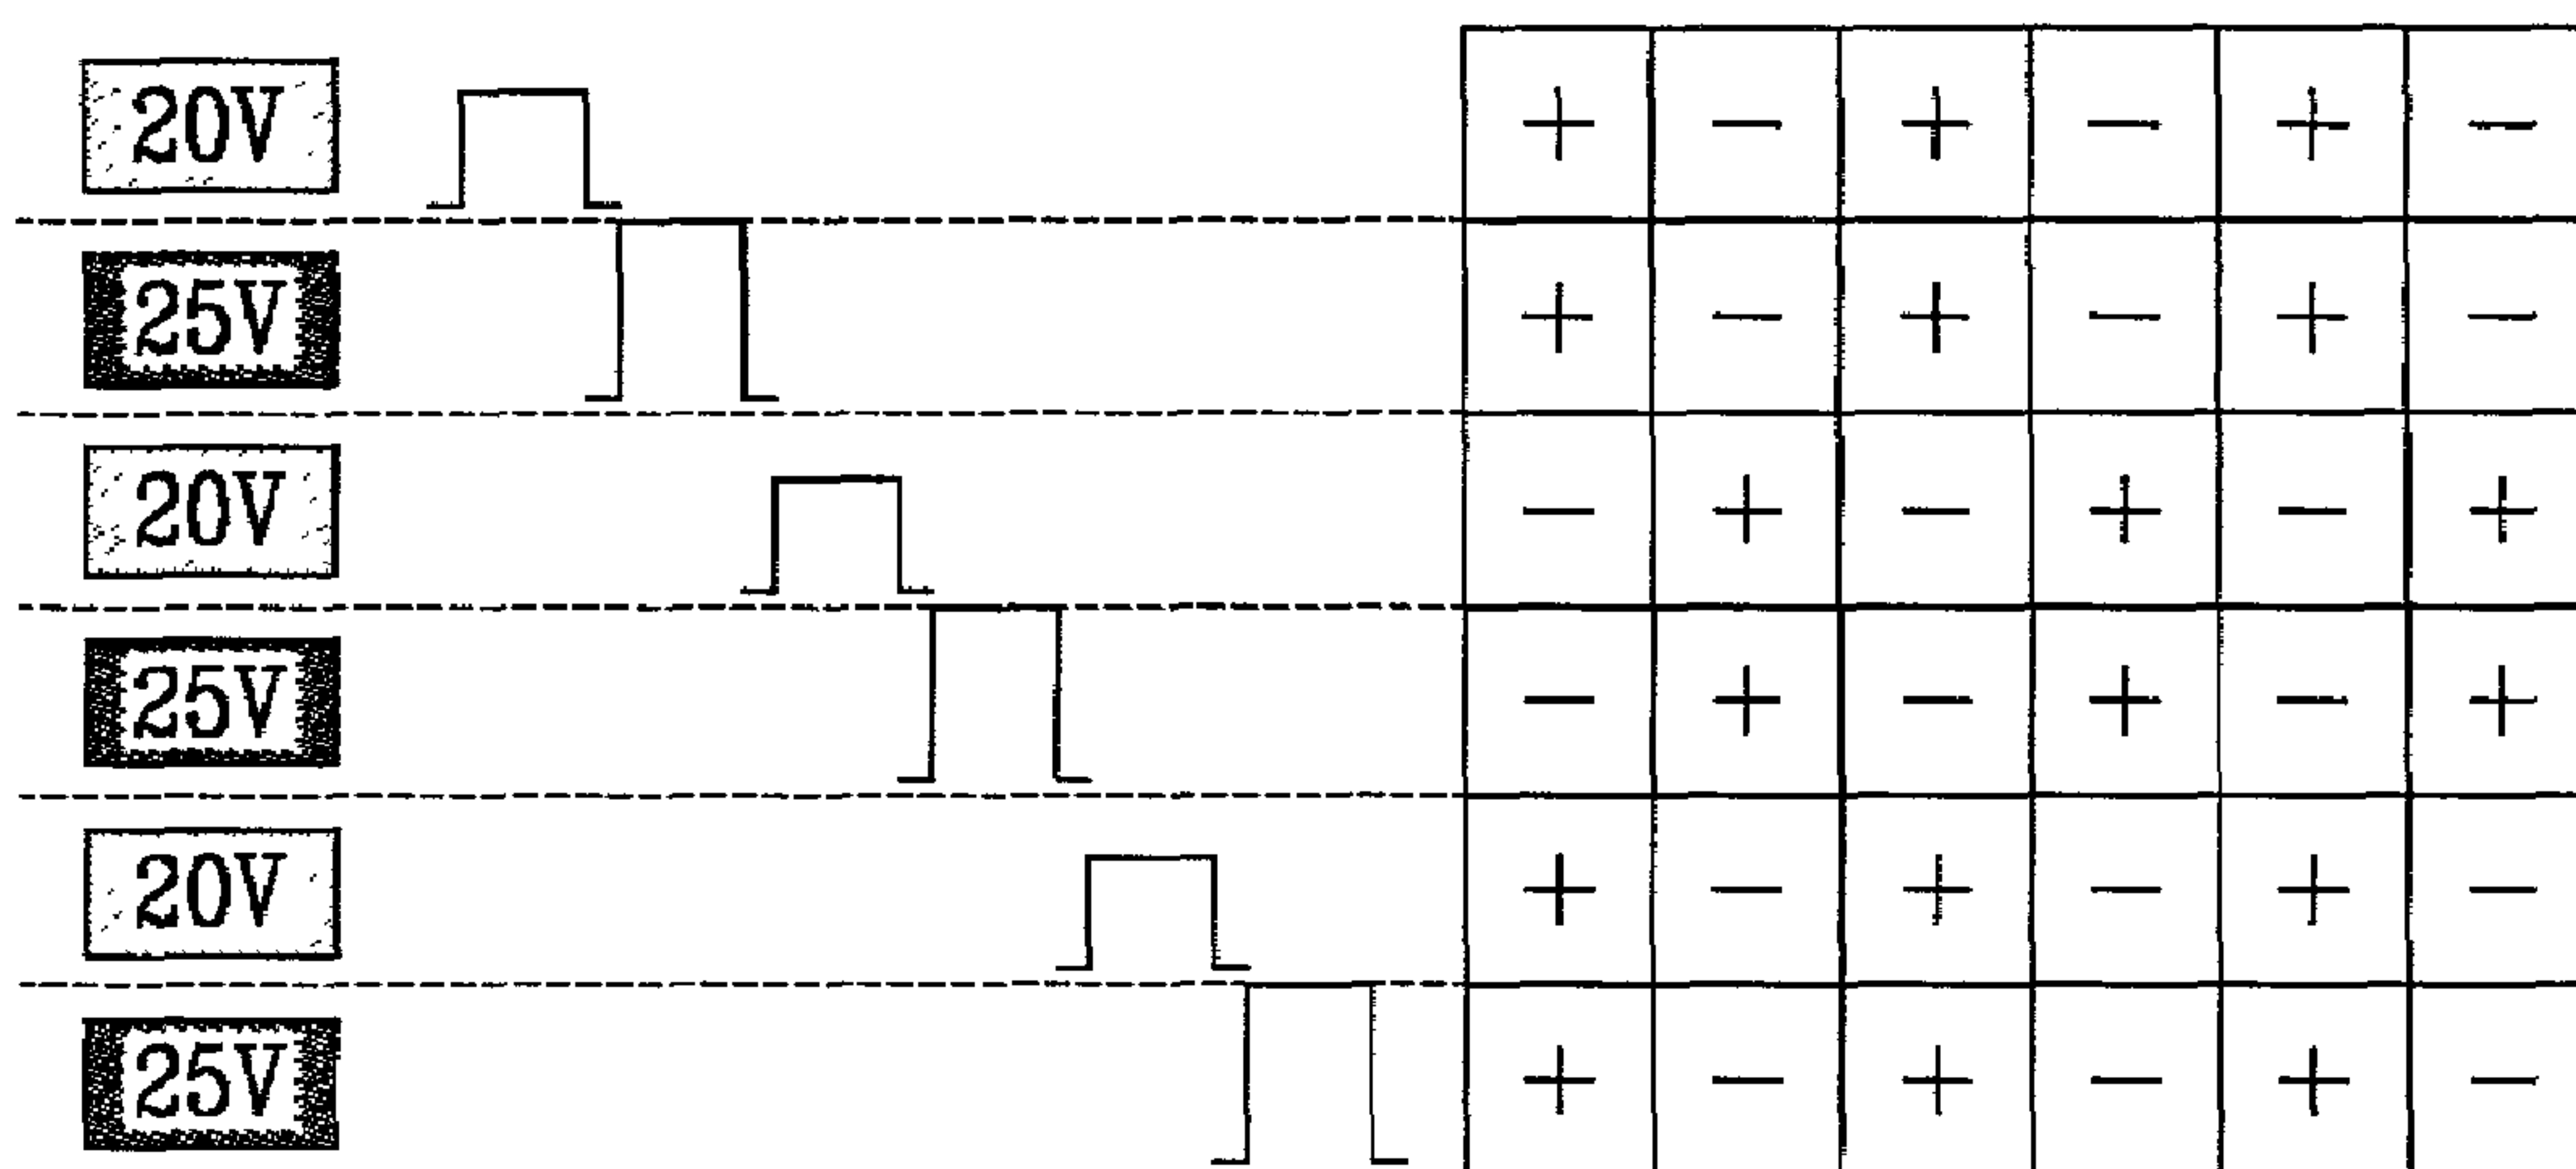 20V + − + − + −
25V + − + − + −
20V − + − + − +
25V − + − + − +
20V + − + − + −
25V + − + − + −